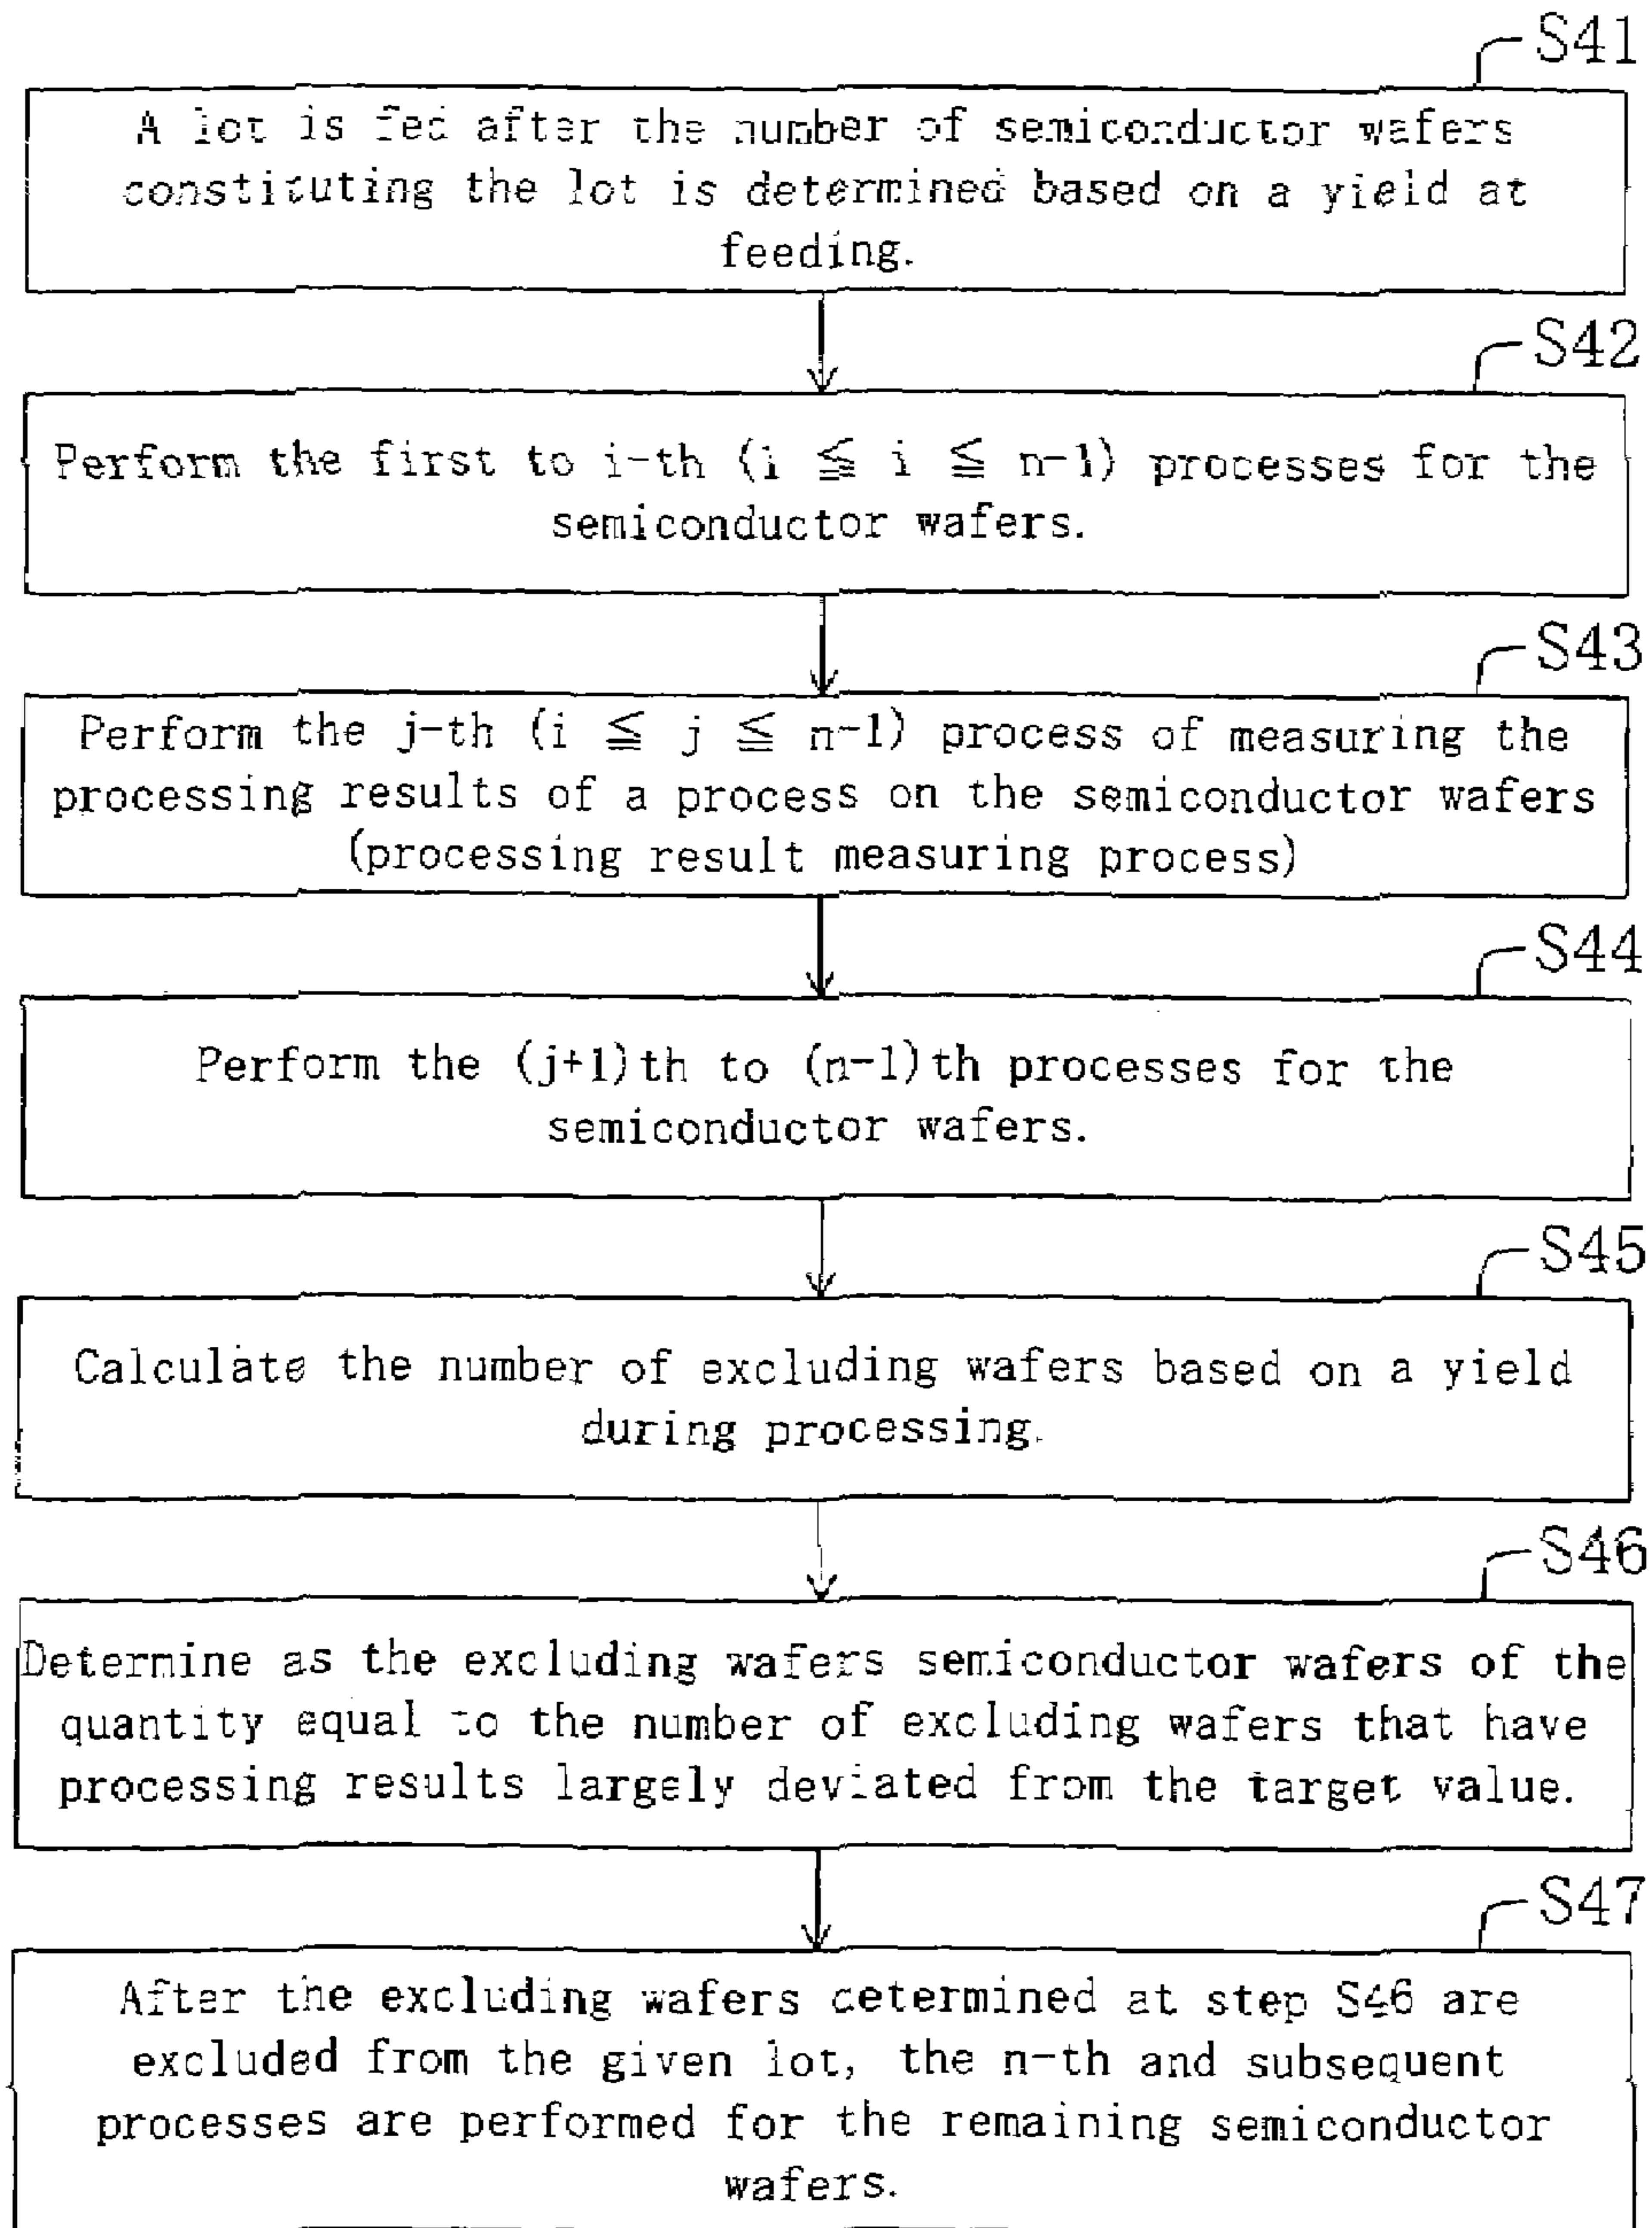 S41
A lot is fed after the number of semiconductor wafers
constituting the lot is determined based on a yield at
feeding.
S42
Perform the first to i-th (i ≦ i ≦ n-1) processes for the
semiconductor wafers.
S43
Perform the j-th (i ≦ j ≦ n-1) process of measuring the
processing results of a process on the semiconductor wafers
(processing result measuring process)
S44
Perform the (j+1)th to (n-1)th processes for the
semiconductor wafers.
S45
Calculate the number of excluding wafers based on a yield
during processing.
S46
Determine as the excluding wafers semiconductor wafers of the
quantity equal to the number of excluding wafers that have
processing results largely deviated from the target value.
S47
After the excluding wafers determined at step S46 are
excluded from the given lot, the n-th and subsequent
processes are performed for the remaining semiconductor
wafers.